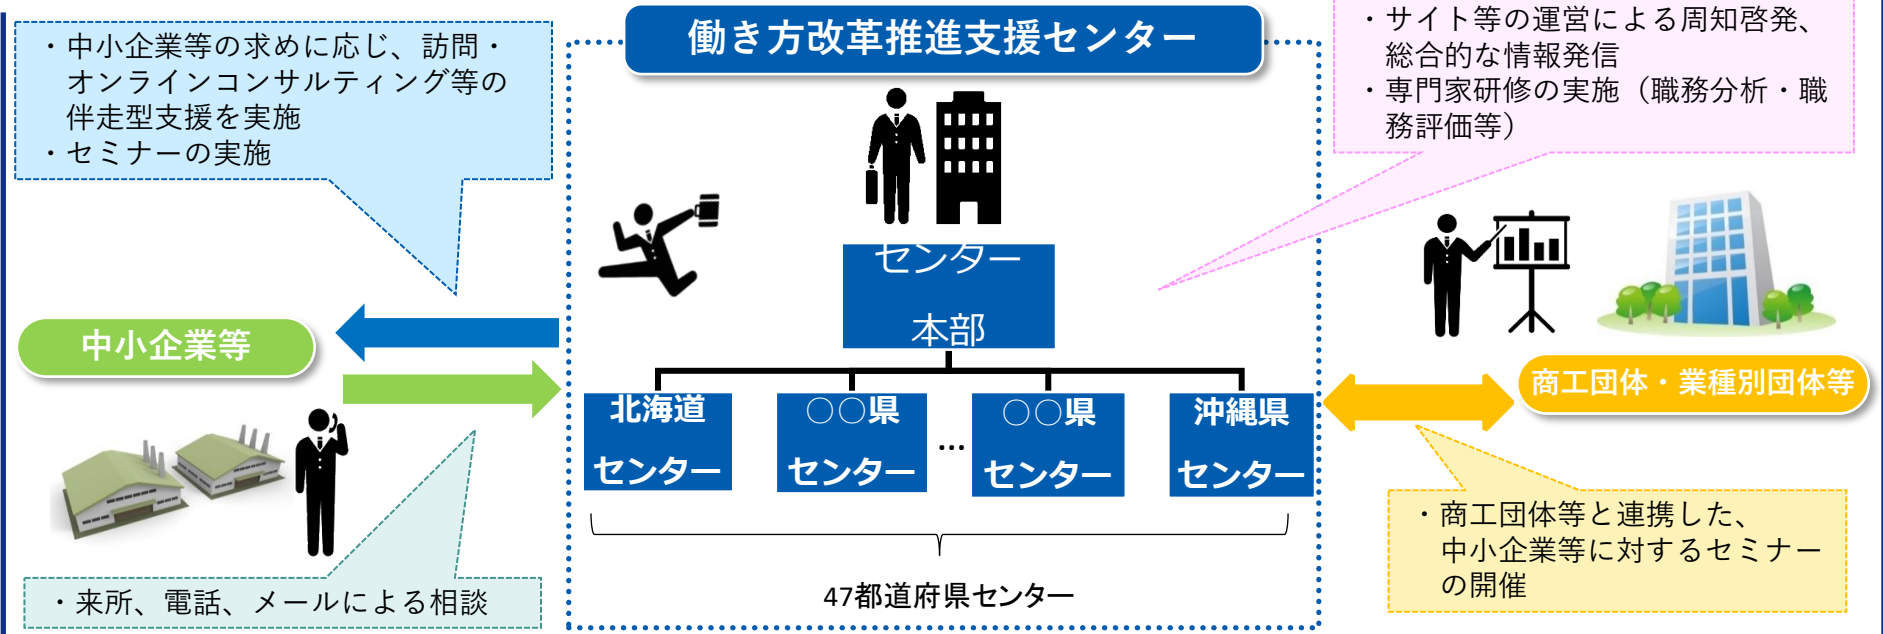 働き方改革推進支援センター
・中小企業等の求めに応じ、訪問・
オンラインコンサルティング等の
伴走型支援を実施
・セミナーの実施
・サイト等の運営による周知啓発、
総合的な情報発信
・専門家研修の実施（職務分析・職
務評価等）
センター
本部
中小企業等
商工団体・業種別団体等
北海道
センター
〇〇県
センター
…
〇〇県
センター
沖縄県
センター
47都道府県センター
・来所、電話、メールによる相談
・商工団体等と連携した、
中小企業等に対するセミナー
の開催